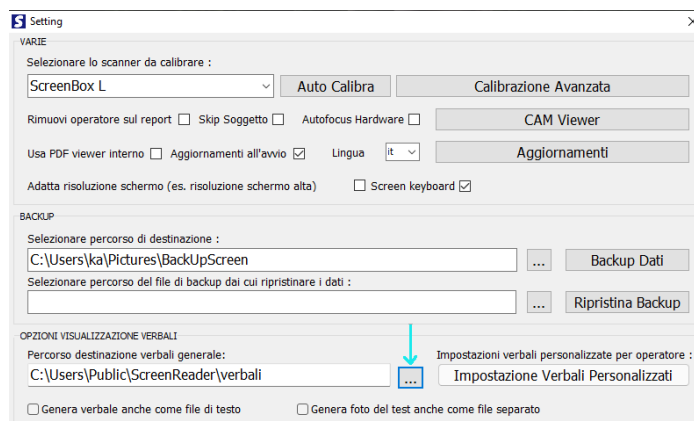 Setting
VARIE
Selezionare lo scanner da calibrare :
ScreenBox L Auto Calibra Calibrazione Avanzata
Rimuovi operatore sul report Skip Soggetto Autofocus Hardware CAM Viewer
Usa PDF viewer interno Aggiornamenti all'avvio Lingua it Aggiornamenti
Adatta risoluzione schermo (es. risoluzione schermo alta) Screen keyboard
BACKUP
Selezionare percorso di destinazione :
C:\Users\ka\Pictures\BackUpScreen ... Backup Dati
Selezionare percorso del file di backup dai cui ripristinare i dati :
... Ripristina Backup
OPZIONI VISUALIZZAZIONE VERBALI
Percorso destinazione verbali generale: Impostazioni verbali personalizzate per operatore :
C:\Users\Public\ScreenReader\verbali ... Impostazione Verbali Personalizzati
Genera verbale anche come file di testo Genera foto del test anche come file separato